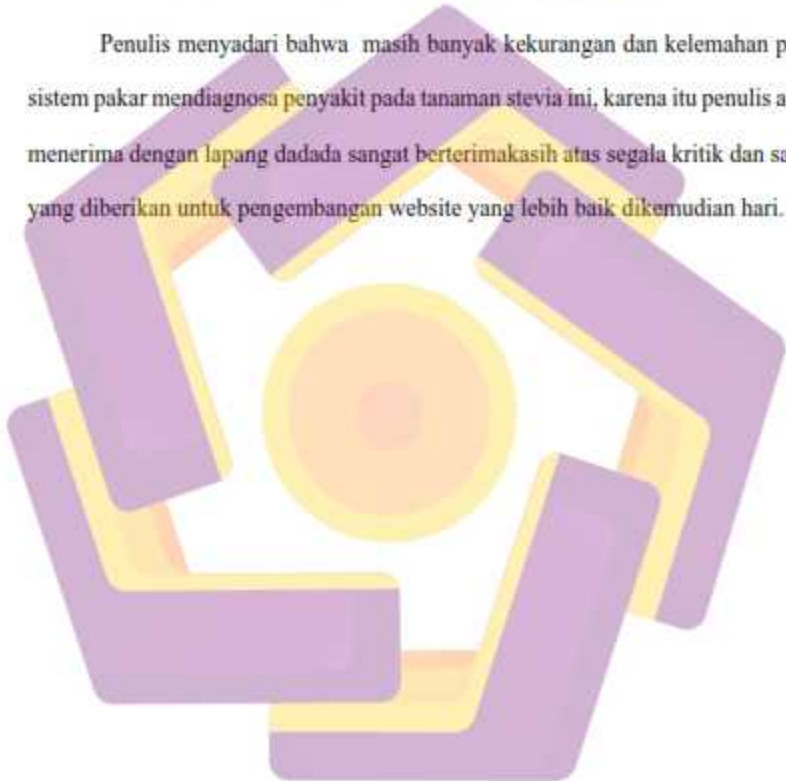 Penulis menyadari bahwa masih banyak kekurangan dan kelemahan
sistem pakar mendiagnosa penyakit pada tanaman stevia ini, karena itu penulis
menerima dengan lapang dadada sangat berterimakasih atas segala kritik dan
yang diberikan untuk pengembangan website yang lebih baik dikemudian hari.